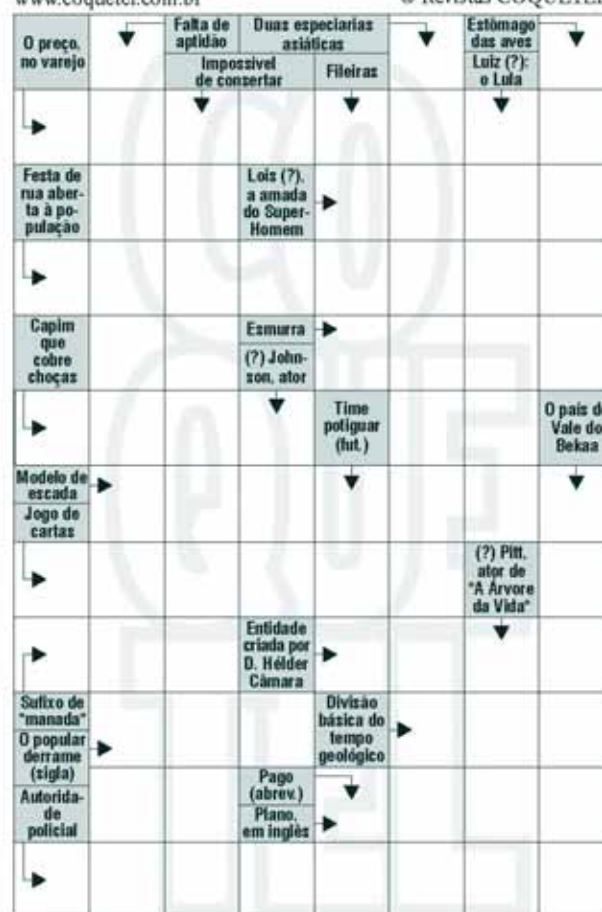 www.coquetel.com.br
© Revistas COQUETEL
O preço,
no varejo
Falta de
aptidão
Duas especiarias
asiáticas
Estômago
das aves
Impossível
de consertar
Fileiras
Luiz (?):
o Lula
Festa de
rua aber-
ta à po-
pulação
Lois (?),
a amada
do Super-
Homem
Capim
que
cobre
choças
Esmurra
(?) John-
son, ator
Time
potiguar
(fut.)
O país do
Vale do
Bekaa
Modelo de
escada
Jogo de
cartas
(?) Pitt,
ator de
"A Árvore
da Vida"
Entidade
criada por
D. Hélder
Câmara
Sufixo de
"manada"
O popular
derrame
(sigla)
Divisão
básica do
tempo
geológico
Autorida-
de
policial
Pago
(abrev.)
Plano,
em inglês